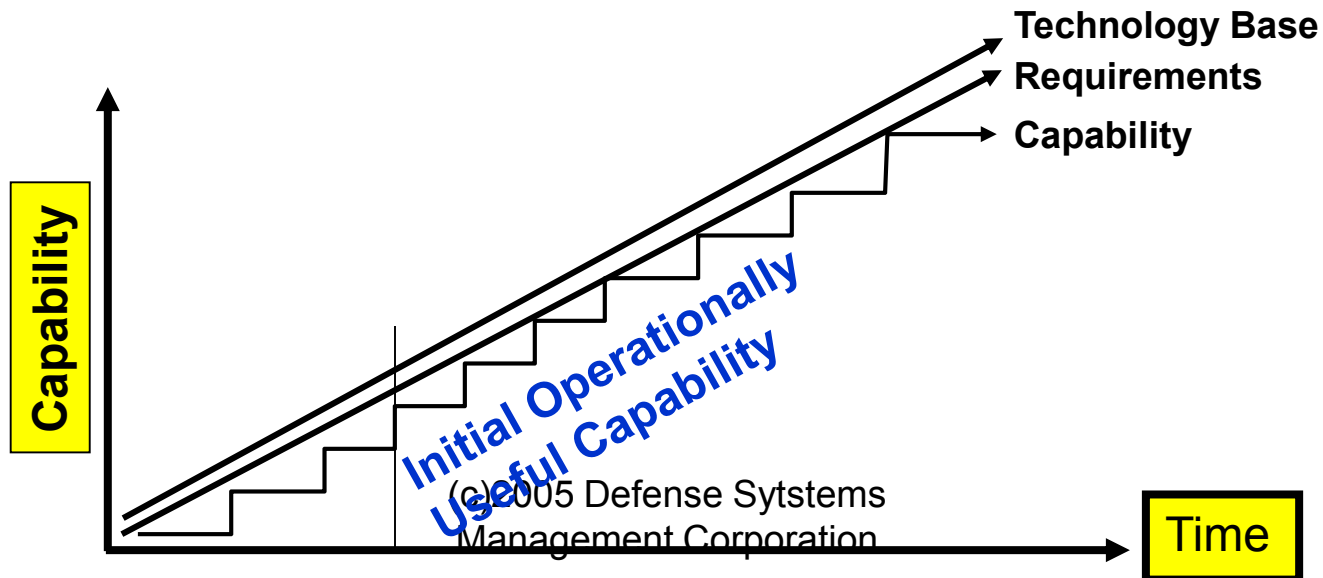 Technology Base
Requirements
Capability
Capability
Initial Operationally
Useful Capability
(c)2005 Defense Sytstems
Management Corporation
Time